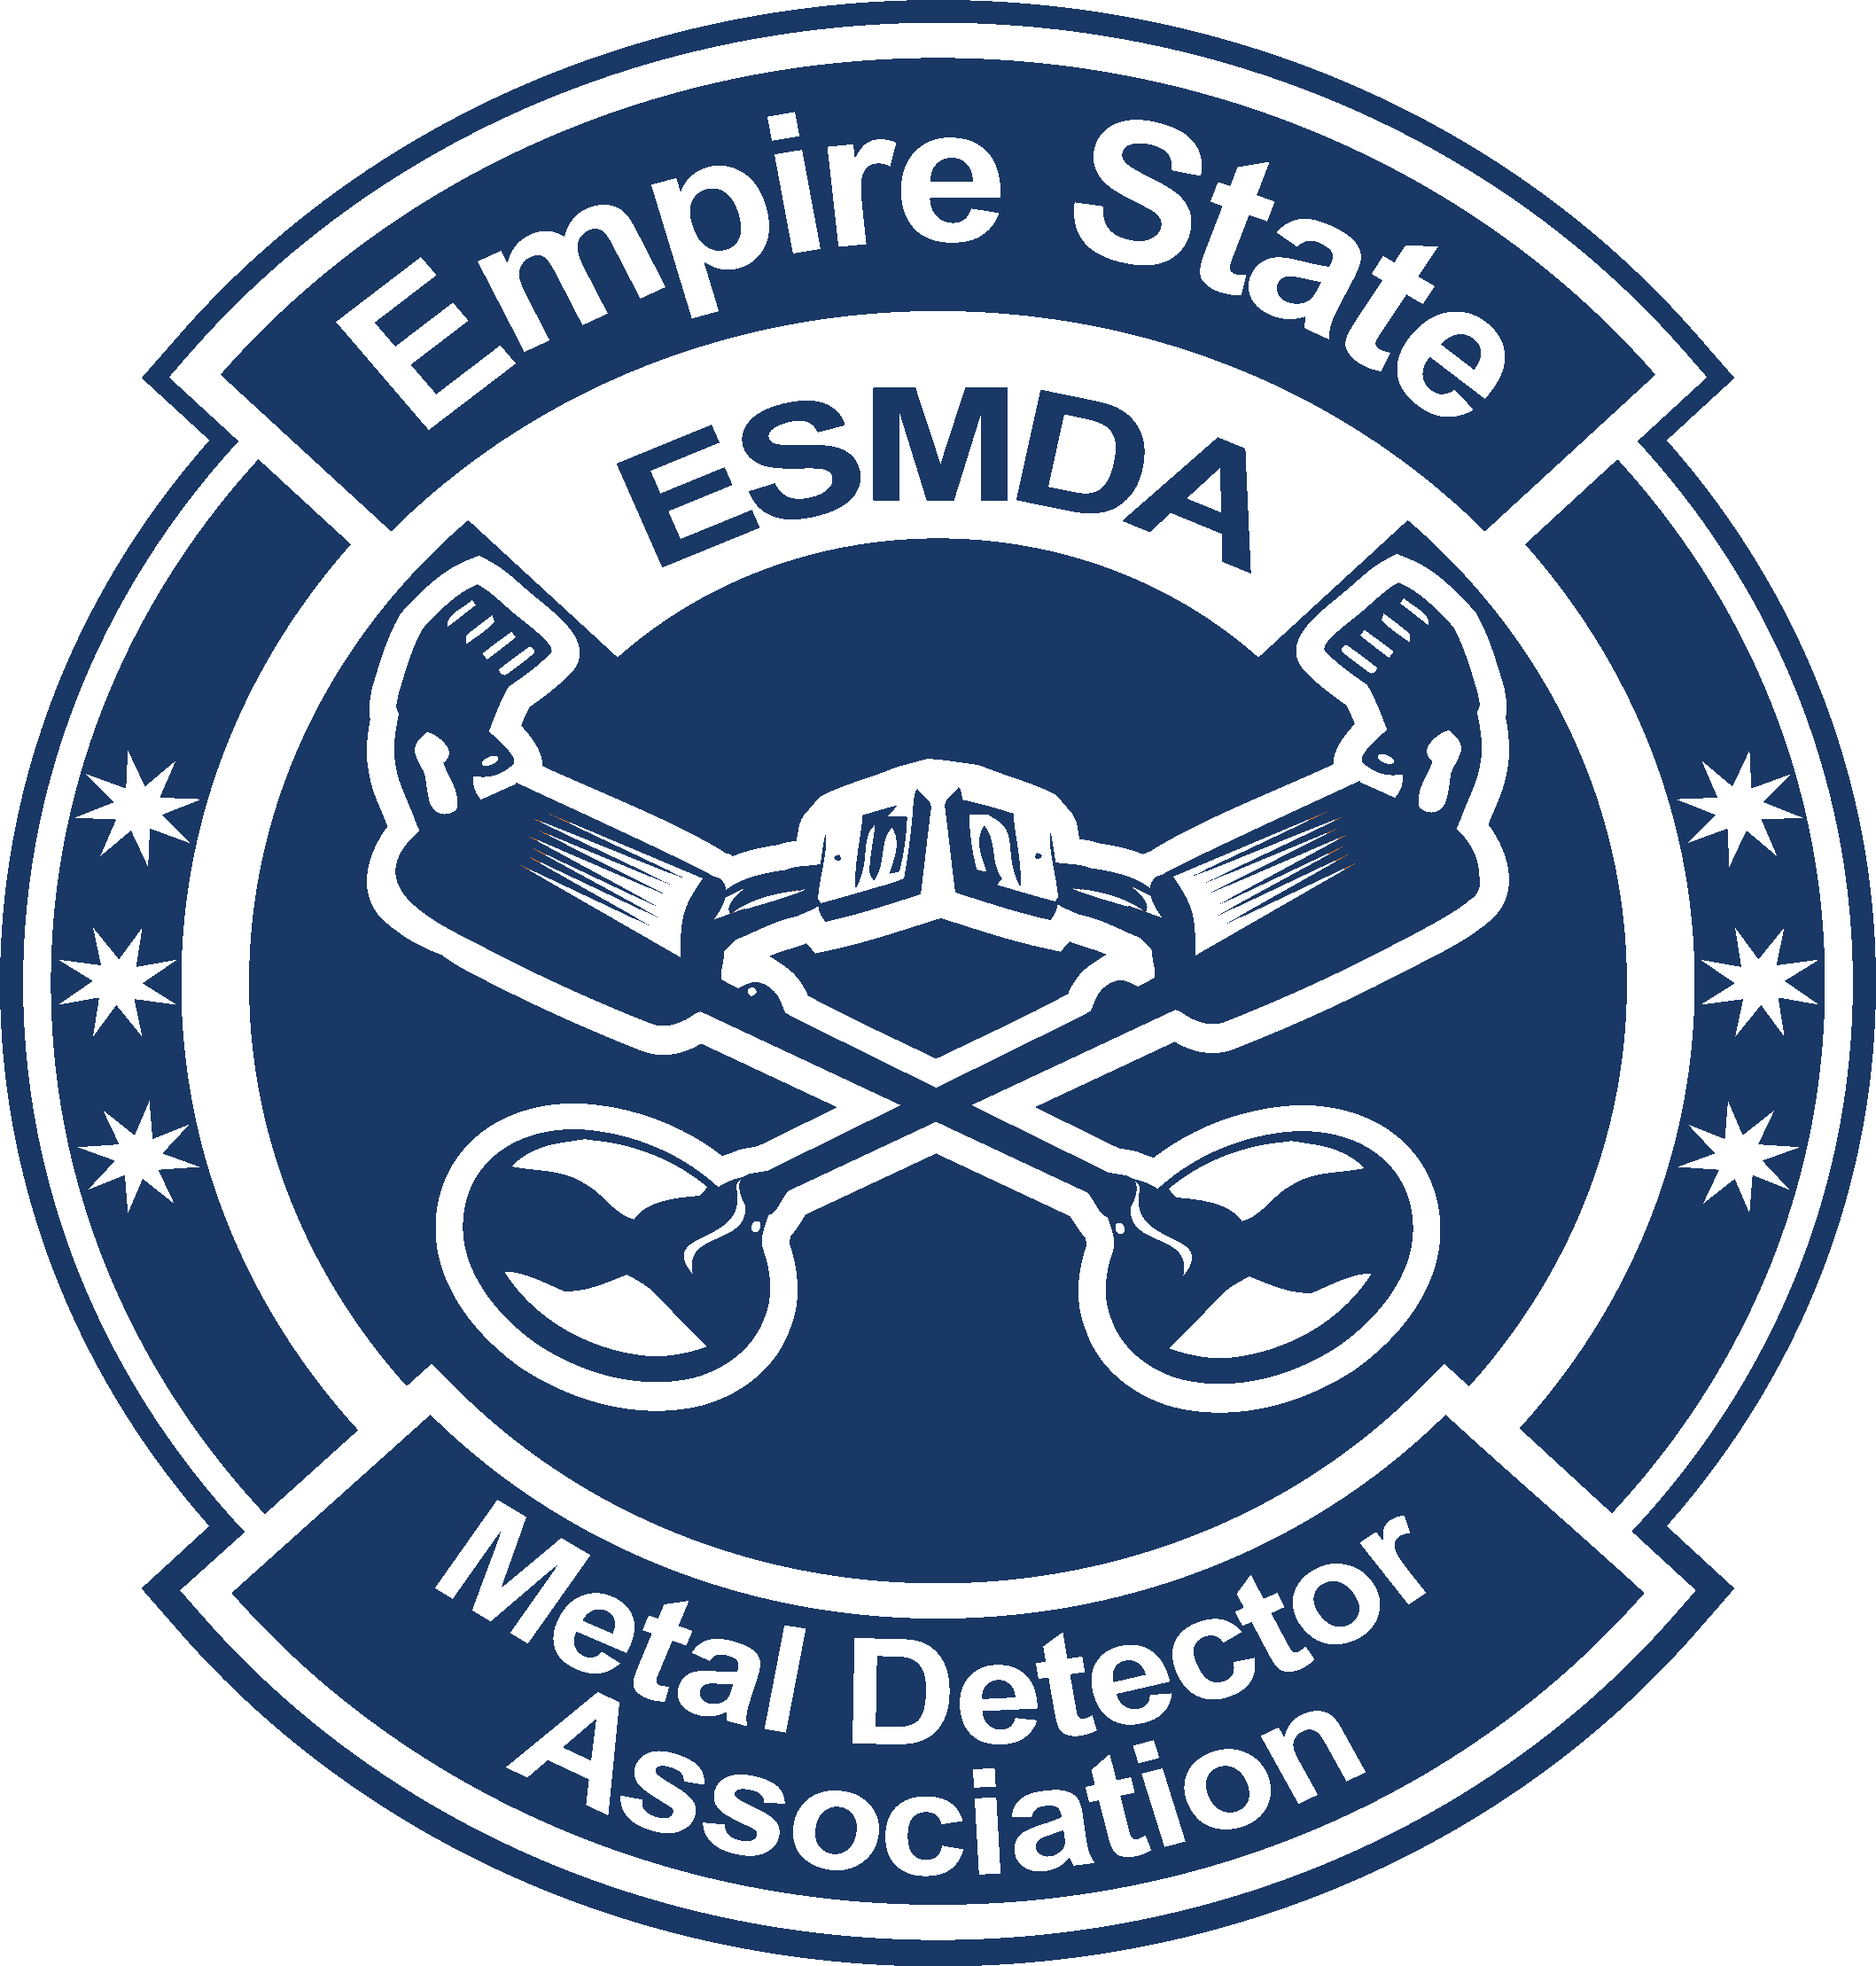 Empire State
ESMDA
Metal Detector
Association